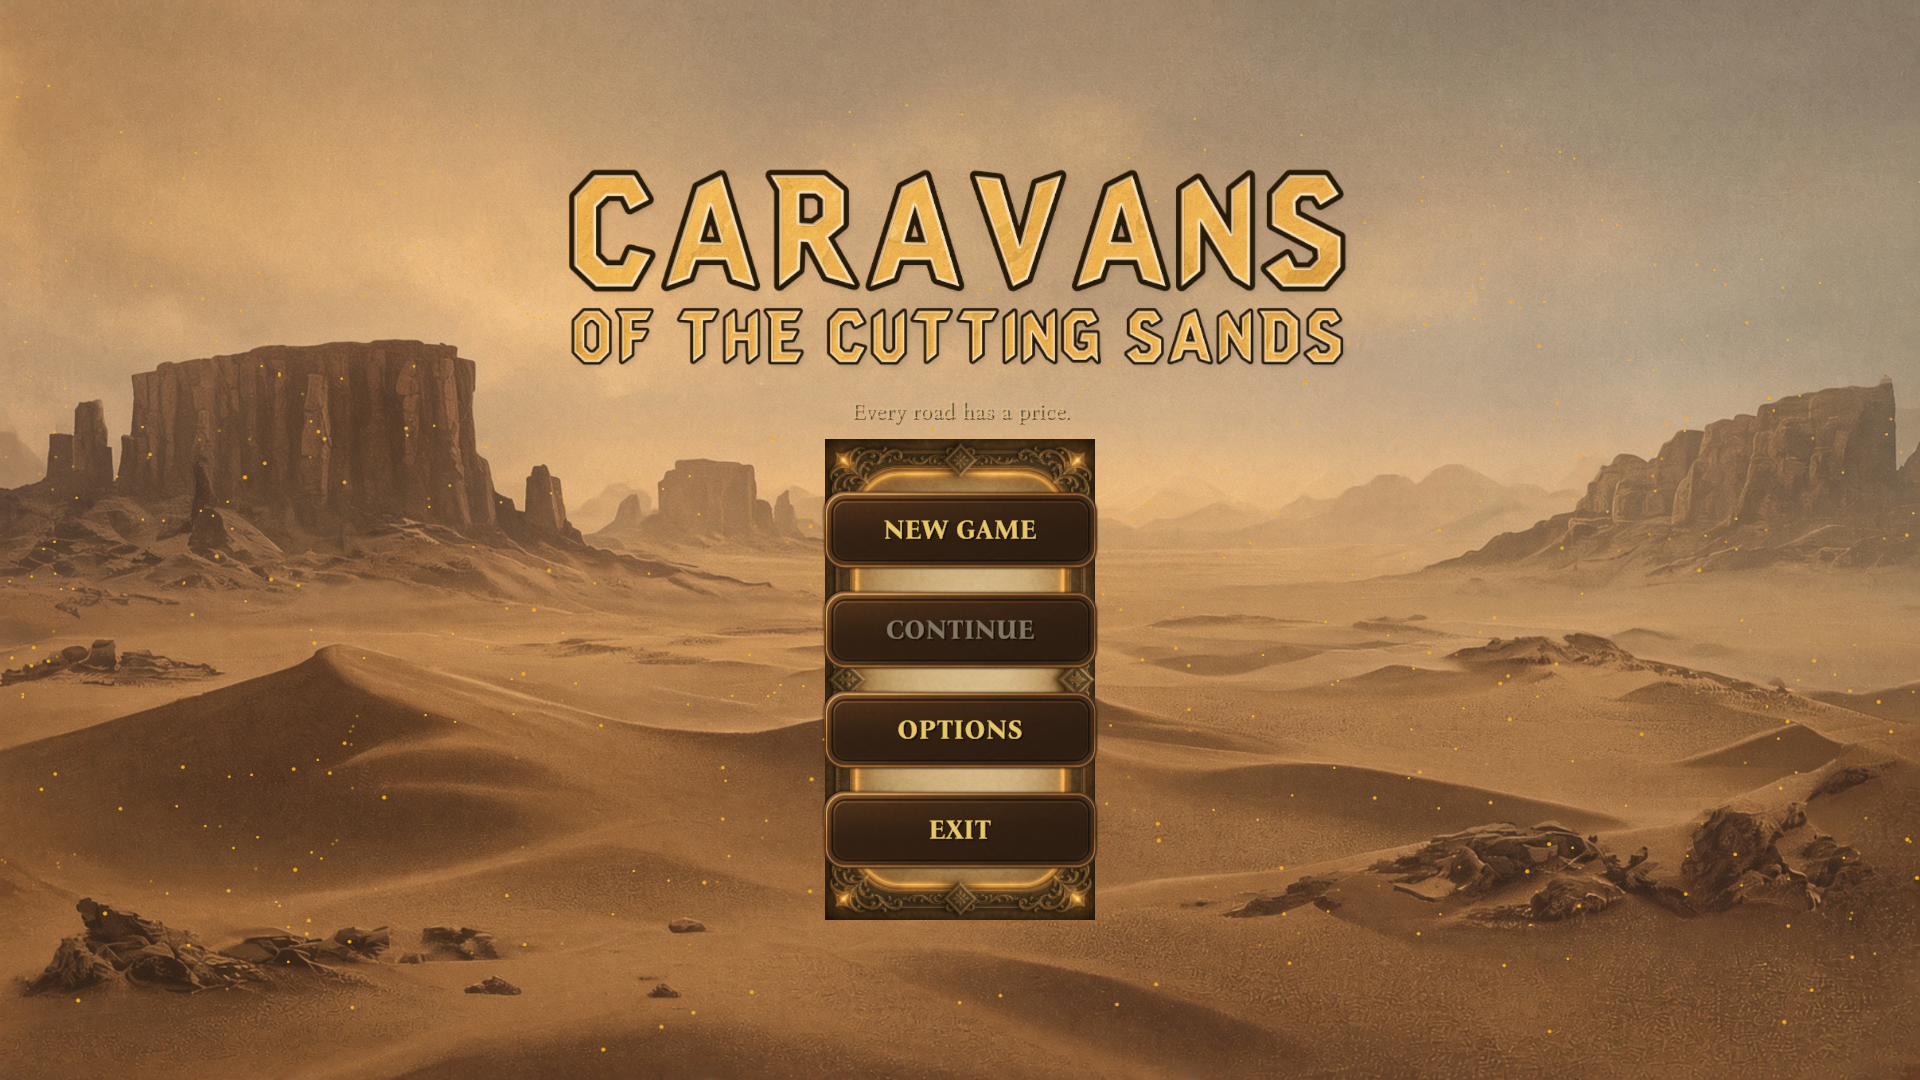 CARAVANS
OF THE CUTTING SANDS
Every road has a price.
NEW GAME
CONTINUE
OPTIONS
EXIT